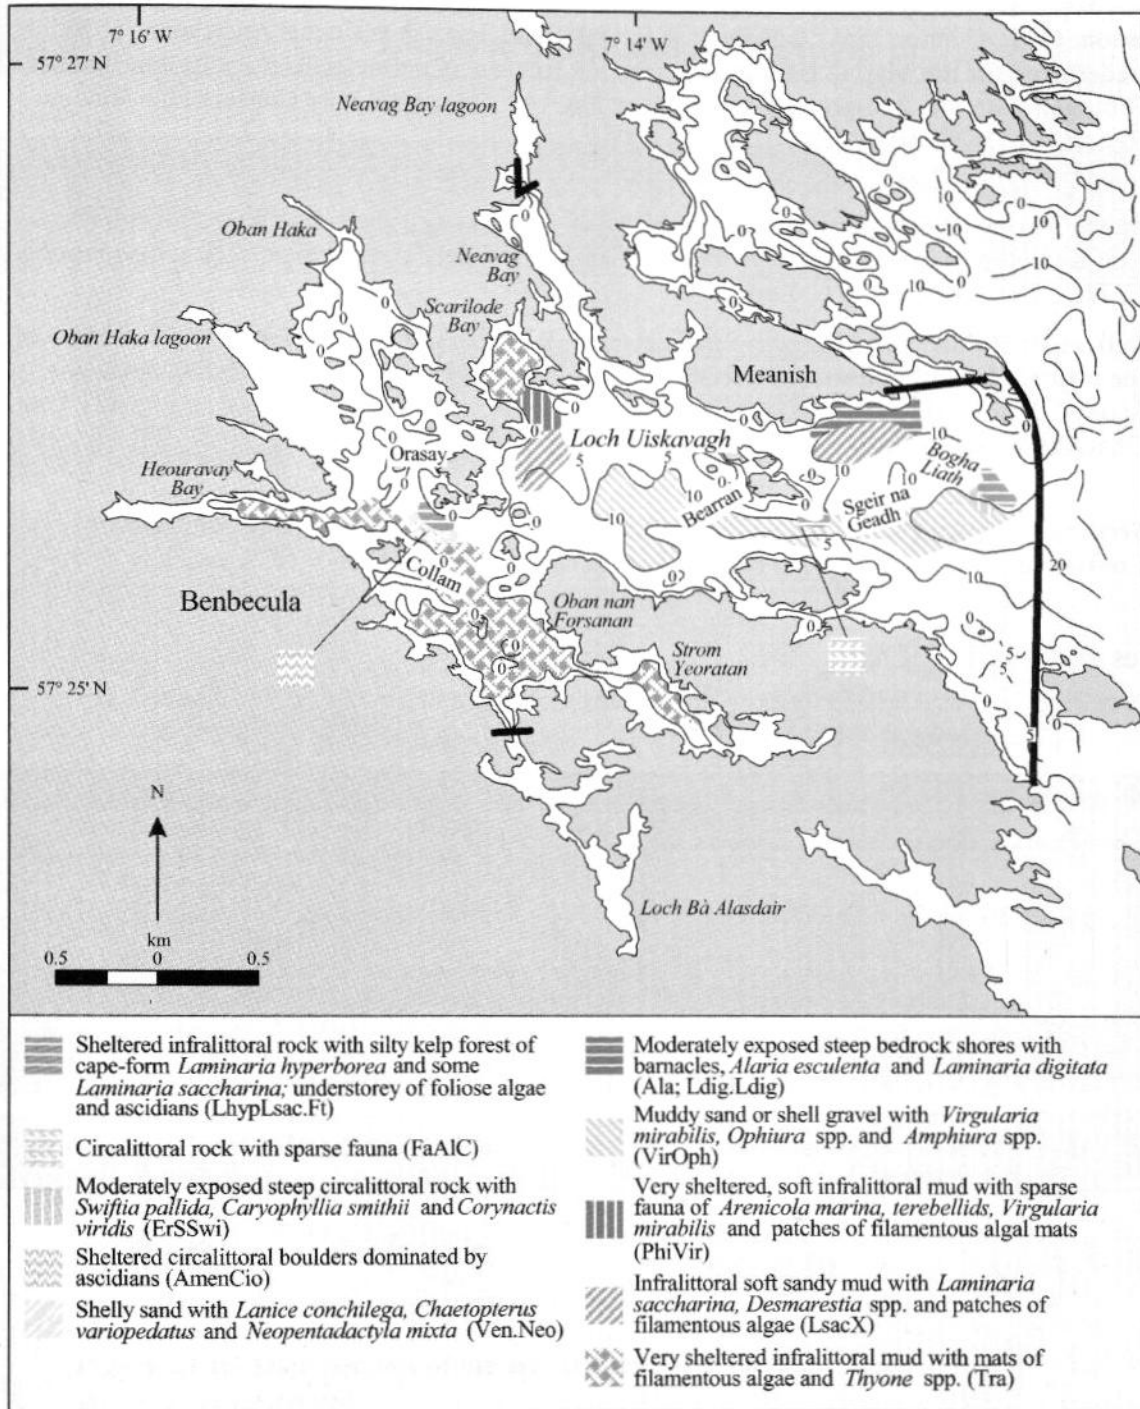 7° 16' W
7° 14' W
57° 27' N
Neavag Bay lagoon
Oban Haka
Neavag
Bay
Scarilode
Bay
Oban Haka lagoon
Meanish
Loch Uiskavagh
Orasay
Bogha
Liath
Heouravay
Bay
Bearran
Sgeir na
Geadh
Collam
Benbecula
Oban nan
Forsanan
Strom
Yeoratan
57° 25' N
N
Loch Bà Alasdair
km
0.5 0 0.5
0
5
10
20
Sheltered infralittoral rock with silty kelp forest of
cape-form Laminaria hyperborea and some
Laminaria saccharina; understorey of foliose algae
and ascidians (LhypLsac.Ft)
Circalittoral rock with sparse fauna (FaAlC)
Moderately exposed steep circalittoral rock with
Swiftia pallida, Caryophyllia smithii and Corynactis
viridis (ErSSwi)
Sheltered circalittoral boulders dominated by
ascidians (AmenCio)
Shelly sand with Lanice conchilega, Chaetopterus
variopedatus and Neopentadactyla mixta (Ven.Neo)
Moderately exposed steep bedrock shores with
barnacles, Alaria esculenta and Laminaria digitata
(Ala; Ldig.Ldig)
Muddy sand or shell gravel with Virgularia
mirabilis, Ophiura spp. and Amphiura spp.
(VirOph)
Very sheltered, soft infralittoral mud with sparse
fauna of Arenicola marina, terebellids, Virgularia
mirabilis and patches of filamentous algal mats
(PhiVir)
Infralittoral soft sandy mud with Laminaria
saccharina, Desmarestia spp. and patches of
filamentous algae (LsacX)
Very sheltered infralittoral mud with mats of
filamentous algae and Thyone spp. (Tra)